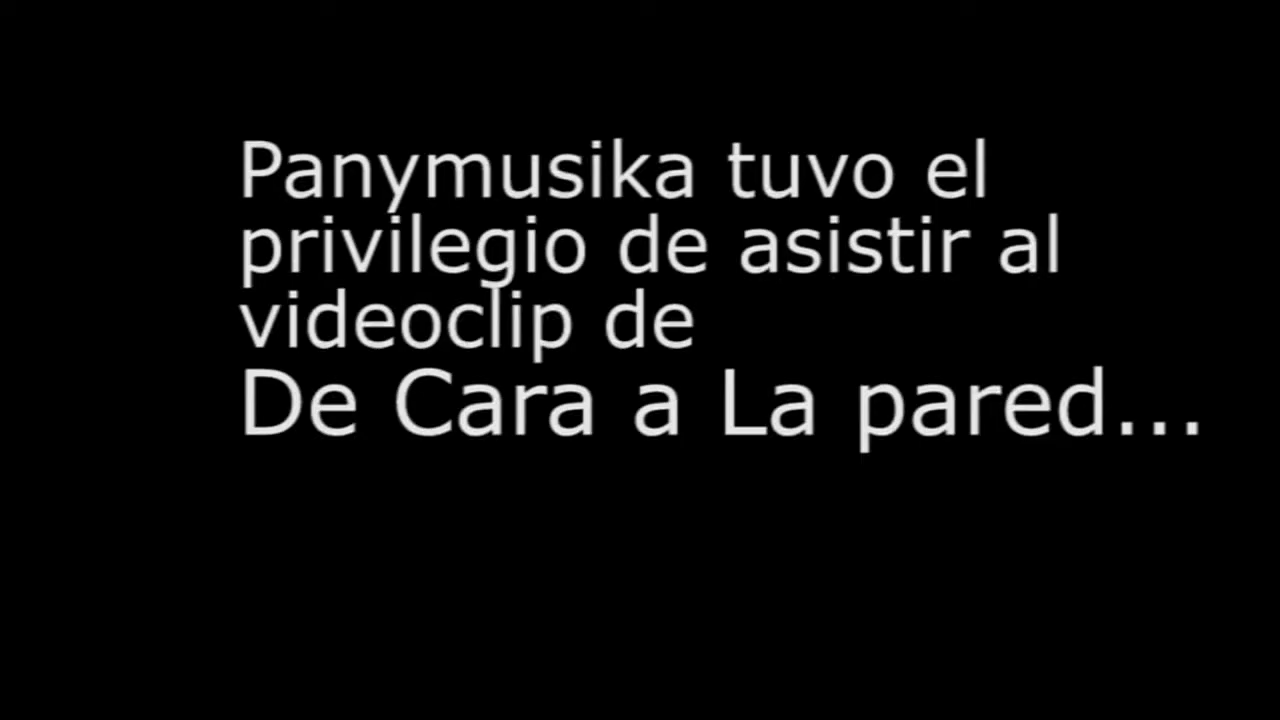 Panymusika tuvo el
privilegio de asistir al
videoclip de
De Cara a La pared...